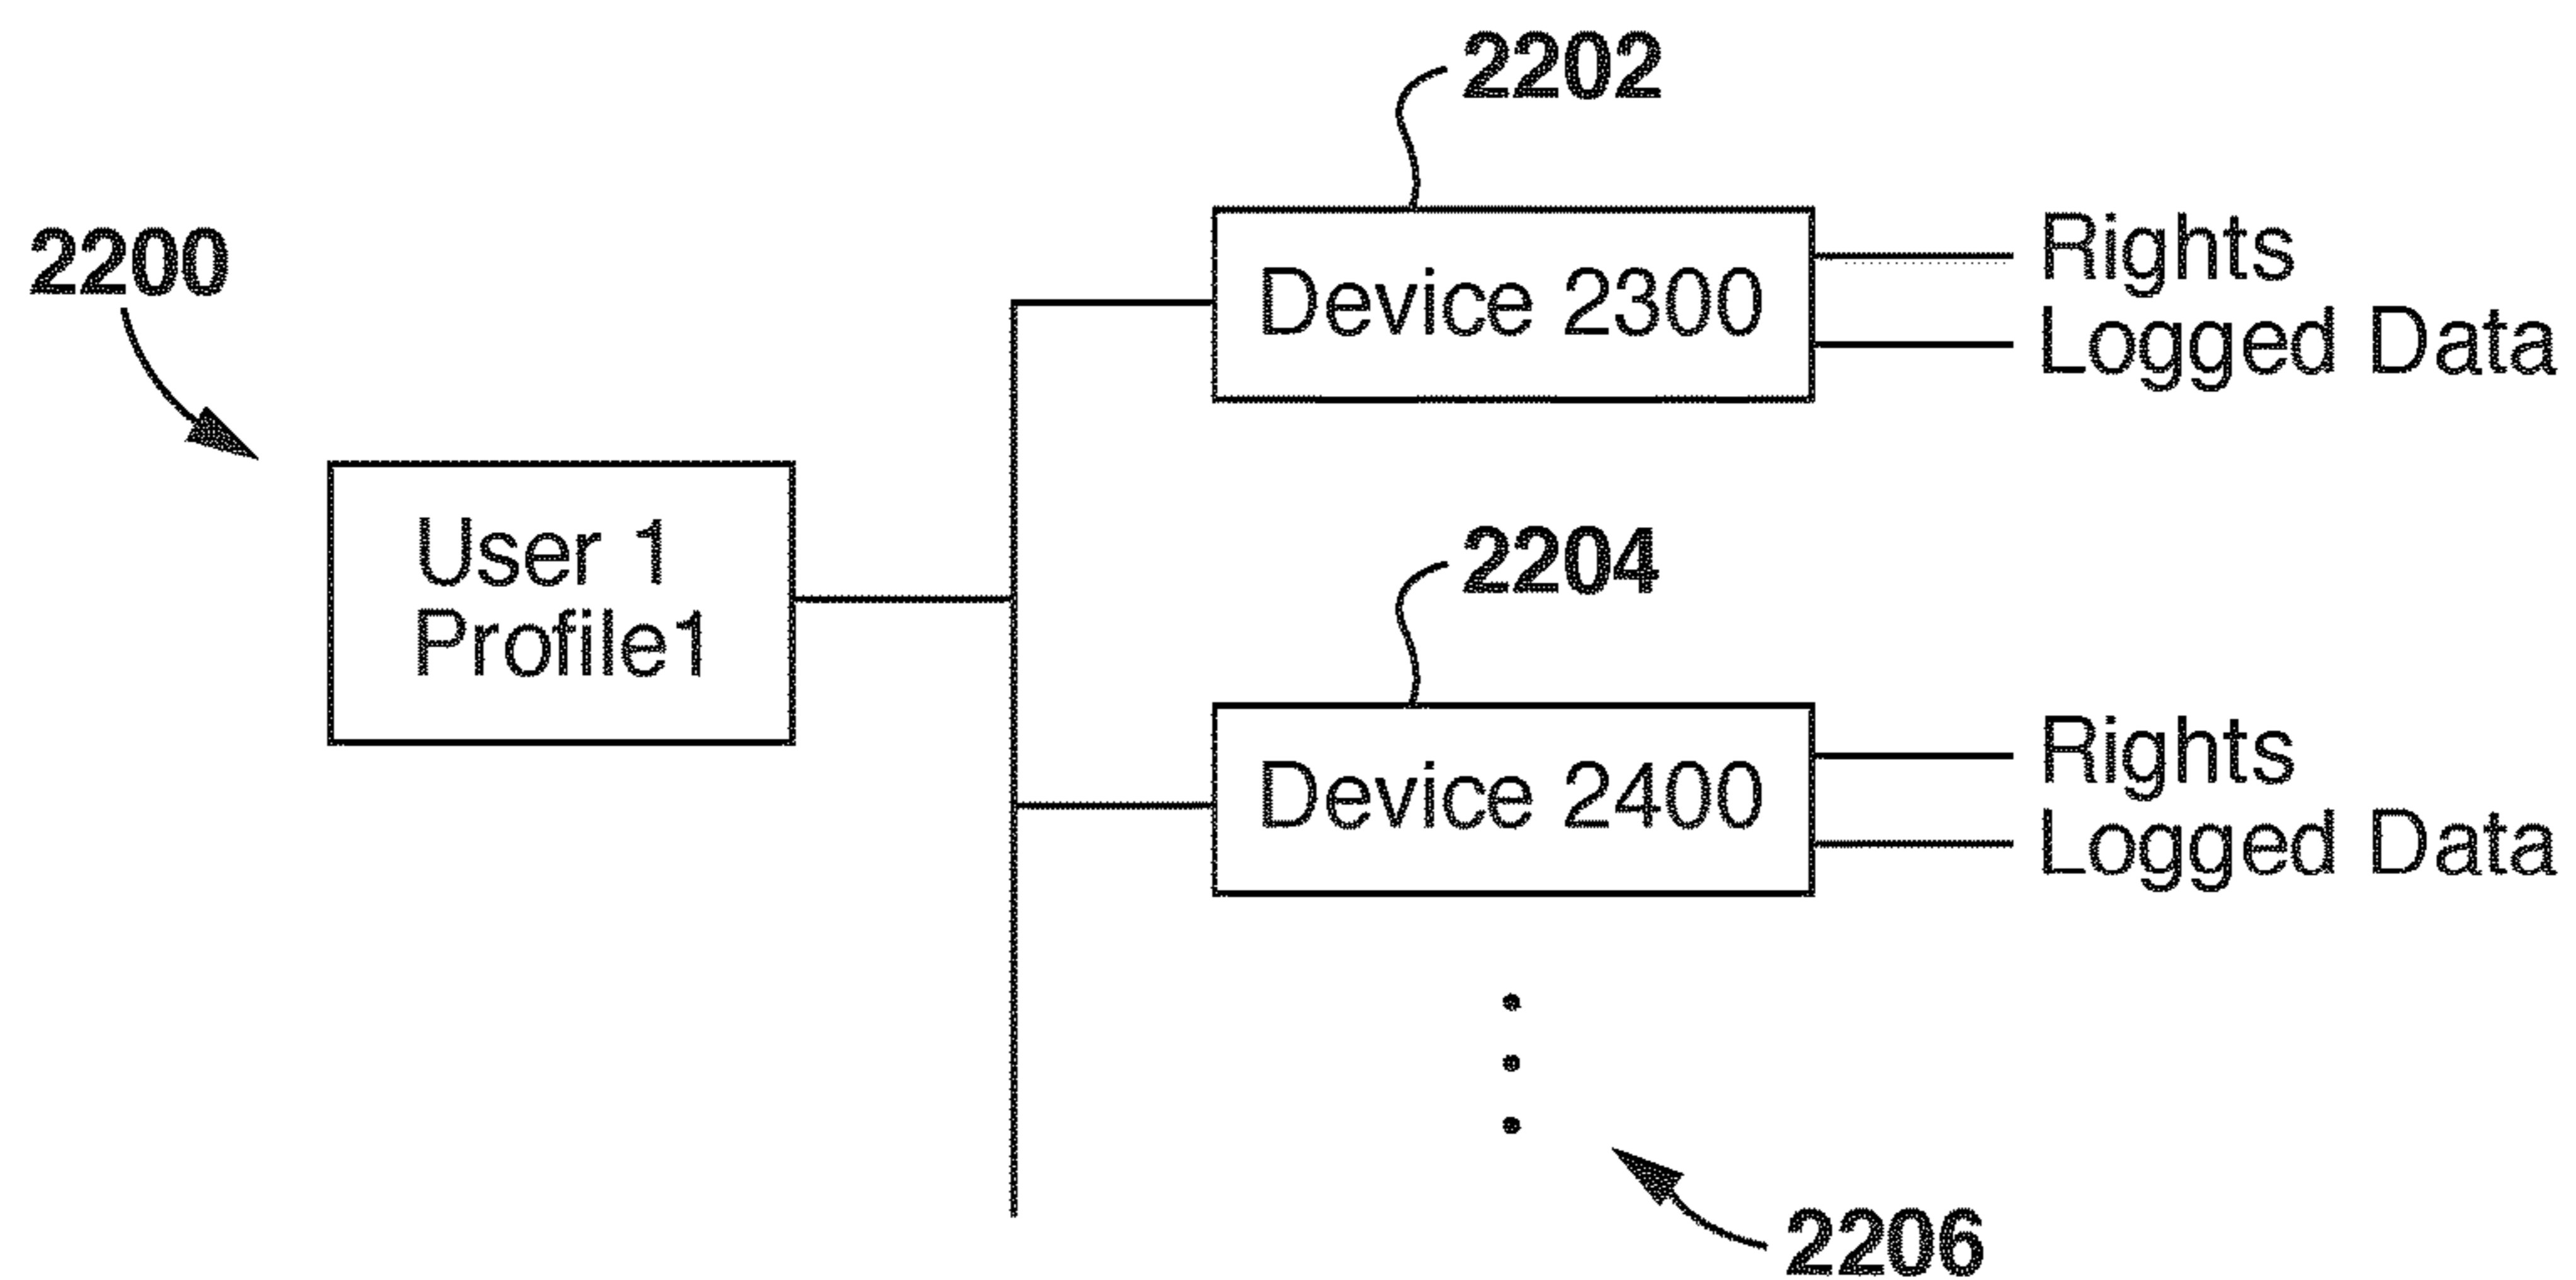 2202
2200
Device 2300
Rights
Logged Data
User 1
Profile1
2204
Device 2400
Rights
Logged Data
2206